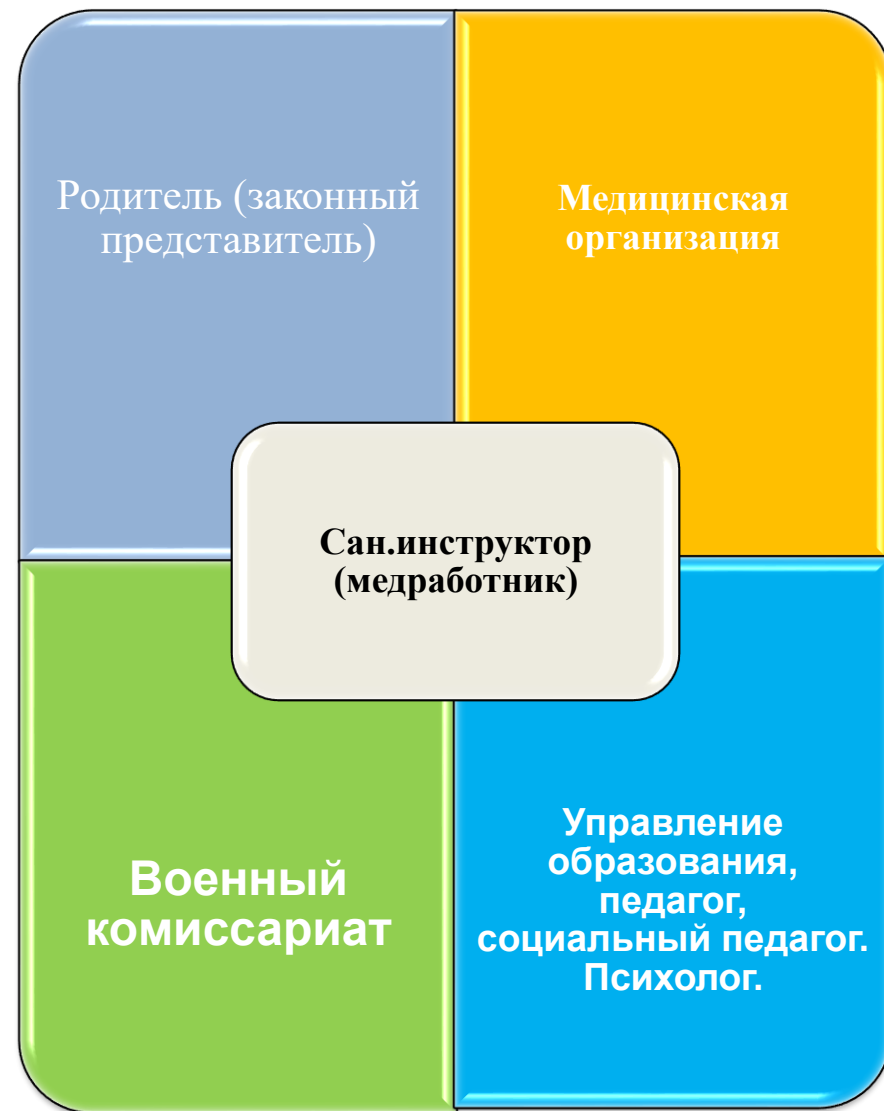 Родитель (законный
представитель)
Медицинская
организация
Сан.инструктор
(медработник)
Военный
комиссариат
Управление
образования,
педагог,
социальный педагог.
Психолог.